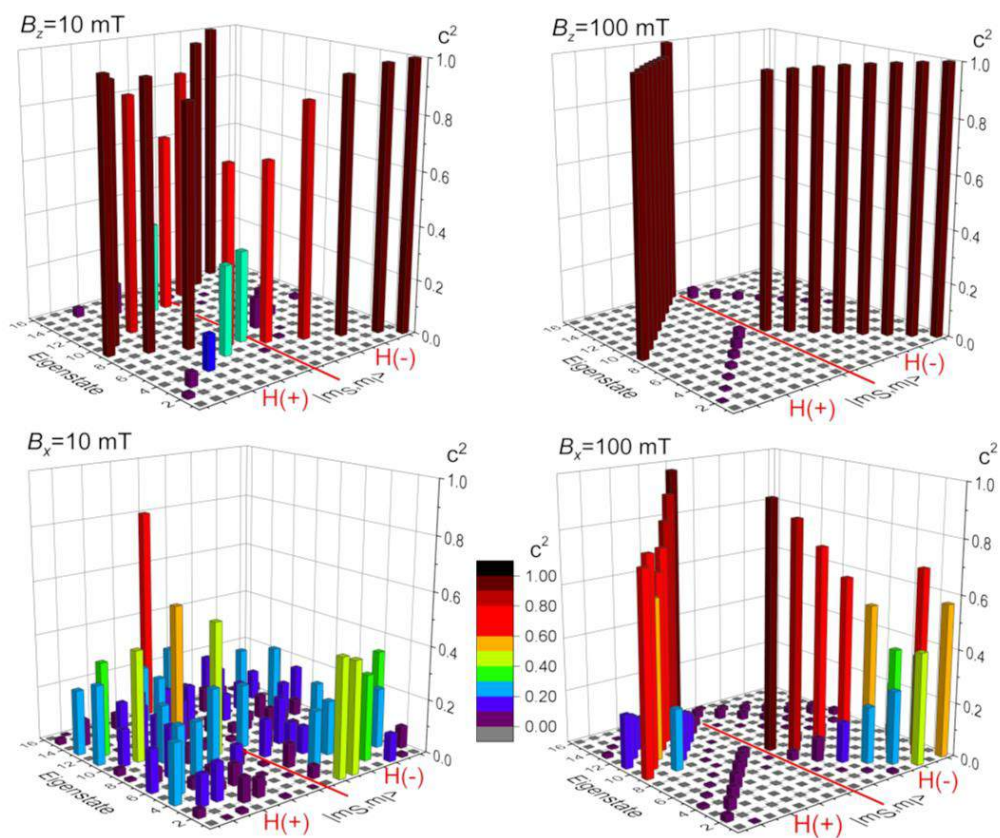 Bz=10 mT
c²
1.0
0.8
0.6
0.4
0.2
0.0
16
14
12
10
8
6
4
2
Eigenstate
H(+)
|mS,mI>
H(-)
Bz=100 mT
c²
1.0
0.8
0.6
0.4
0.2
0.0
16
14
12
10
8
6
4
2
Eigenstate
H(+)
|mS,mI>
H(-)
Bx=10 mT
c²
1.0
0.8
0.6
0.4
0.2
0.0
16
14
12
10
8
6
4
2
Eigenstate
H(+)
|mS,mI>
H(-)
c²
1.00
0.80
0.60
0.40
0.20
0.00
Bx=100 mT
c²
1.0
0.8
0.6
0.4
0.2
0.0
16
14
12
10
8
6
4
2
Eigenstate
H(+)
|mS,mI>
H(-)